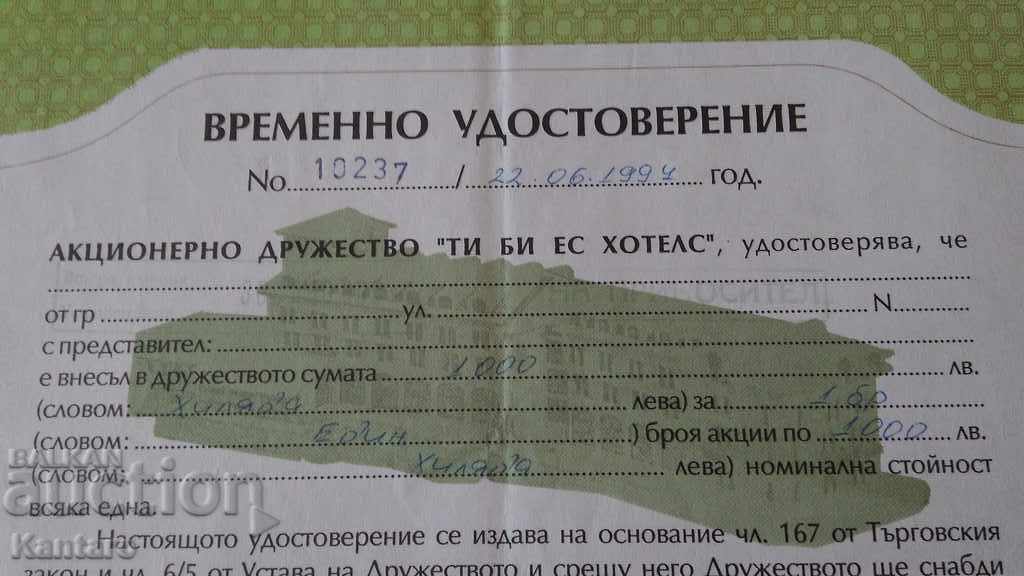 ВРЕМЕННО УДОСТОВЕРЕНИЕ
No 10237 / 22.06.1994 год.
АКЦИОНЕРНО ДРУЖЕСТВО "ТИ БИ ЕС ХОТЕЛС", удостоверява, че
от гр ул. N
с представител:
е внесъл в дружеството сумата 1000 лв.
(словом: Хиляда лева) за 1 бр
(словом: Един ) броя акции по 1000 лв.
(словом: Хиляда лева) номинална стойност
всяка една.
Настоящото удостоверение се издава на основание чл. 167 от Търговския
закон и чл. 6/5 от Устава на Дружеството и срещу него Дружеството ще снабди
BALKAN
auction
Kantaro